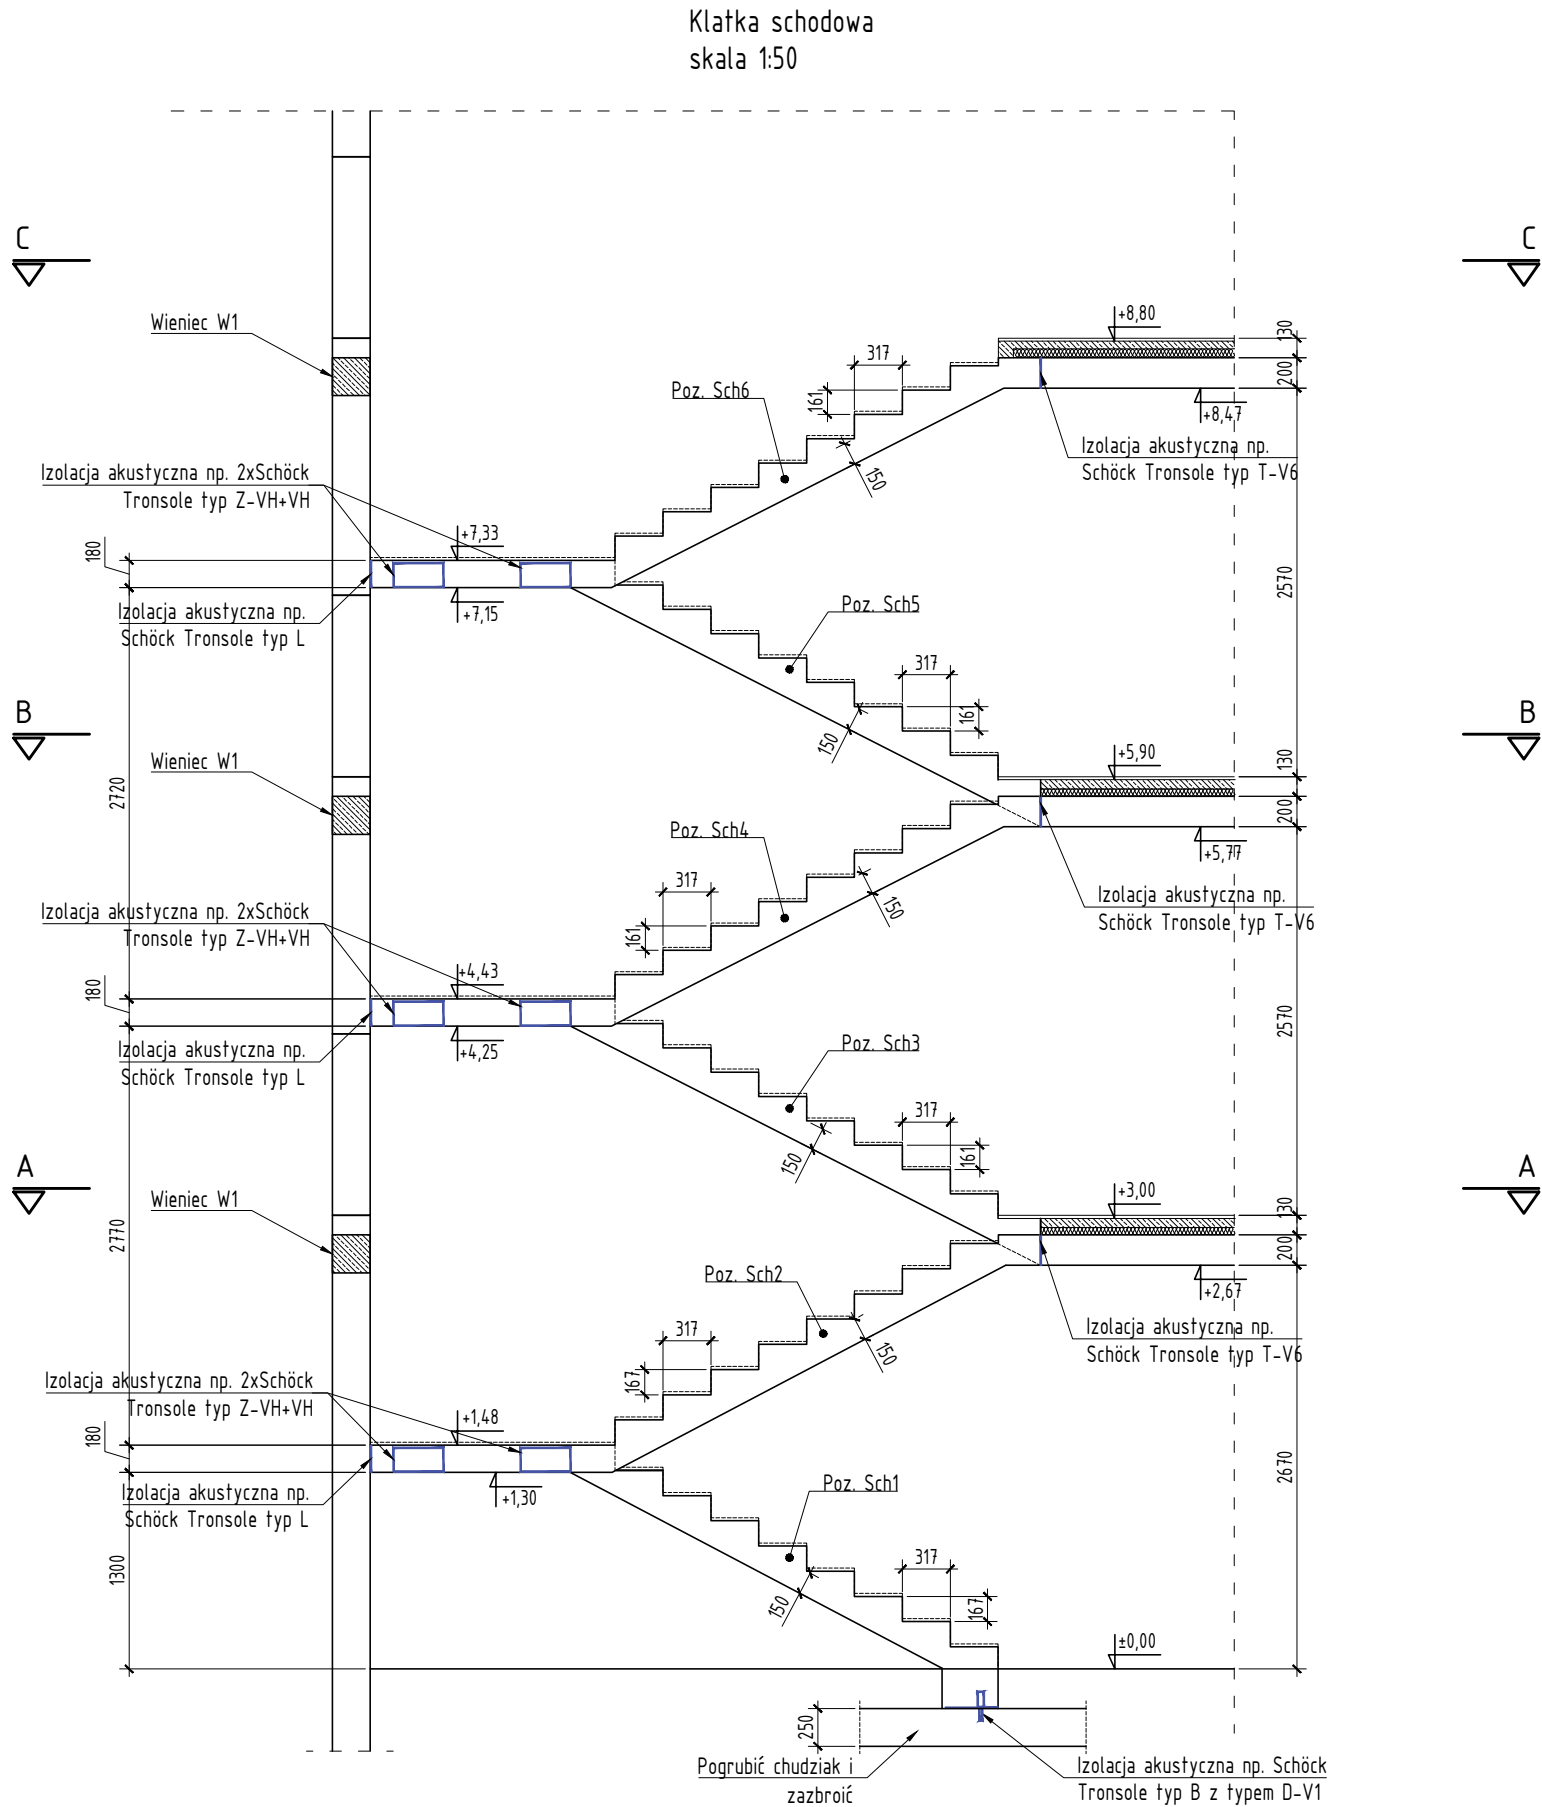 Klatka schodowa
skala 1:50
C
C
Wieniec W1
+8,80
130
317
200
Poz. Sch6
161
+8,47
Izolacja akustyczna np.
Schöck Tronsole typ T-V6
150
Izolacja akustyczna np. 2xSchöck
Tronsole typ Z-VH+VH
+7,33
180
2570
+7,15
Izolacja akustyczna np.
Schöck Tronsole typ L
Poz. Sch5
317
161
B
B
150
+5,90
130
Wieniec W1
2720
200
Poz. Sch4
+5,77
317
150
Izolacja akustyczna np.
Schöck Tronsole typ T-V6
Izolacja akustyczna np. 2xSchöck
Tronsole typ Z-VH+VH
161
+4,43
180
2570
+4,25
Izolacja akustyczna np.
Schöck Tronsole typ L
Poz. Sch3
317
161
150
A
A
+3,00
130
Wieniec W1
2770
200
Poz. Sch2
+2,67
317
150
Izolacja akustyczna np.
Schöck Tronsole typ T-V6
167
Izolacja akustyczna np. 2xSchöck
Tronsole typ Z-VH+VH
+1,48
180
2670
+1,30
Izolacja akustyczna np.
Schöck Tronsole typ L
Poz. Sch1
317
1300
150
167
±0,00
250
Pogrubić chudziak i
zazbroić
Izolacja akustyczna np. Schöck
Tronsole typ B z typem D-V1